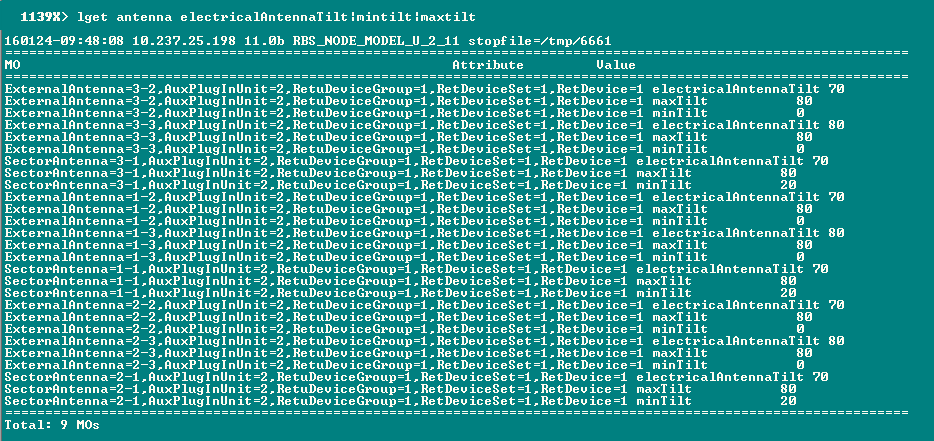 1139X> lget antenna electricalAntennaTilt|mintilt|maxtilt
160124-09:48:08 10.237.25.198 11.0b RBS_NODE_MODEL_U_2_11 stopfile=/tmp/6661
=================================================================================================================
MO                                                         Attribute         Value
=================================================================================================================
ExternalAntenna=3-2,AuxPlugInUnit=2,RetuDeviceGroup=1,RetDeviceSet=1,RetDevice=1 electricalAntennaTilt 70
ExternalAntenna=3-2,AuxPlugInUnit=2,RetuDeviceGroup=1,RetDeviceSet=1,RetDevice=1 maxTilt           80
ExternalAntenna=3-2,AuxPlugInUnit=2,RetuDeviceGroup=1,RetDeviceSet=1,RetDevice=1 minTilt           0
ExternalAntenna=3-3,AuxPlugInUnit=2,RetuDeviceGroup=1,RetDeviceSet=1,RetDevice=1 electricalAntennaTilt 80
ExternalAntenna=3-3,AuxPlugInUnit=2,RetuDeviceGroup=1,RetDeviceSet=1,RetDevice=1 maxTilt           80
ExternalAntenna=3-3,AuxPlugInUnit=2,RetuDeviceGroup=1,RetDeviceSet=1,RetDevice=1 minTilt           0
SectorAntenna=3-1,AuxPlugInUnit=2,RetuDeviceGroup=1,RetDeviceSet=1,RetDevice=1 electricalAntennaTilt 70
SectorAntenna=3-1,AuxPlugInUnit=2,RetuDeviceGroup=1,RetDeviceSet=1,RetDevice=1 maxTilt           80
SectorAntenna=3-1,AuxPlugInUnit=2,RetuDeviceGroup=1,RetDeviceSet=1,RetDevice=1 minTilt           20
ExternalAntenna=1-2,AuxPlugInUnit=2,RetuDeviceGroup=1,RetDeviceSet=1,RetDevice=1 electricalAntennaTilt 70
ExternalAntenna=1-2,AuxPlugInUnit=2,RetuDeviceGroup=1,RetDeviceSet=1,RetDevice=1 maxTilt           80
ExternalAntenna=1-2,AuxPlugInUnit=2,RetuDeviceGroup=1,RetDeviceSet=1,RetDevice=1 minTilt           0
ExternalAntenna=1-3,AuxPlugInUnit=2,RetuDeviceGroup=1,RetDeviceSet=1,RetDevice=1 electricalAntennaTilt 80
ExternalAntenna=1-3,AuxPlugInUnit=2,RetuDeviceGroup=1,RetDeviceSet=1,RetDevice=1 maxTilt           80
ExternalAntenna=1-3,AuxPlugInUnit=2,RetuDeviceGroup=1,RetDeviceSet=1,RetDevice=1 minTilt           0
SectorAntenna=1-1,AuxPlugInUnit=2,RetuDeviceGroup=1,RetDeviceSet=1,RetDevice=1 electricalAntennaTilt 70
SectorAntenna=1-1,AuxPlugInUnit=2,RetuDeviceGroup=1,RetDeviceSet=1,RetDevice=1 maxTilt           80
SectorAntenna=1-1,AuxPlugInUnit=2,RetuDeviceGroup=1,RetDeviceSet=1,RetDevice=1 minTilt           20
ExternalAntenna=2-2,AuxPlugInUnit=2,RetuDeviceGroup=1,RetDeviceSet=1,RetDevice=1 electricalAntennaTilt 70
ExternalAntenna=2-2,AuxPlugInUnit=2,RetuDeviceGroup=1,RetDeviceSet=1,RetDevice=1 maxTilt           80
ExternalAntenna=2-2,AuxPlugInUnit=2,RetuDeviceGroup=1,RetDeviceSet=1,RetDevice=1 minTilt           0
ExternalAntenna=2-3,AuxPlugInUnit=2,RetuDeviceGroup=1,RetDeviceSet=1,RetDevice=1 electricalAntennaTilt 80
ExternalAntenna=2-3,AuxPlugInUnit=2,RetuDeviceGroup=1,RetDeviceSet=1,RetDevice=1 maxTilt           80
ExternalAntenna=2-3,AuxPlugInUnit=2,RetuDeviceGroup=1,RetDeviceSet=1,RetDevice=1 minTilt           0
SectorAntenna=2-1,AuxPlugInUnit=2,RetuDeviceGroup=1,RetDeviceSet=1,RetDevice=1 electricalAntennaTilt 70
SectorAntenna=2-1,AuxPlugInUnit=2,RetuDeviceGroup=1,RetDeviceSet=1,RetDevice=1 maxTilt           80
SectorAntenna=2-1,AuxPlugInUnit=2,RetuDeviceGroup=1,RetDeviceSet=1,RetDevice=1 minTilt           20
=================================================================================================================
Total: 9 MOs